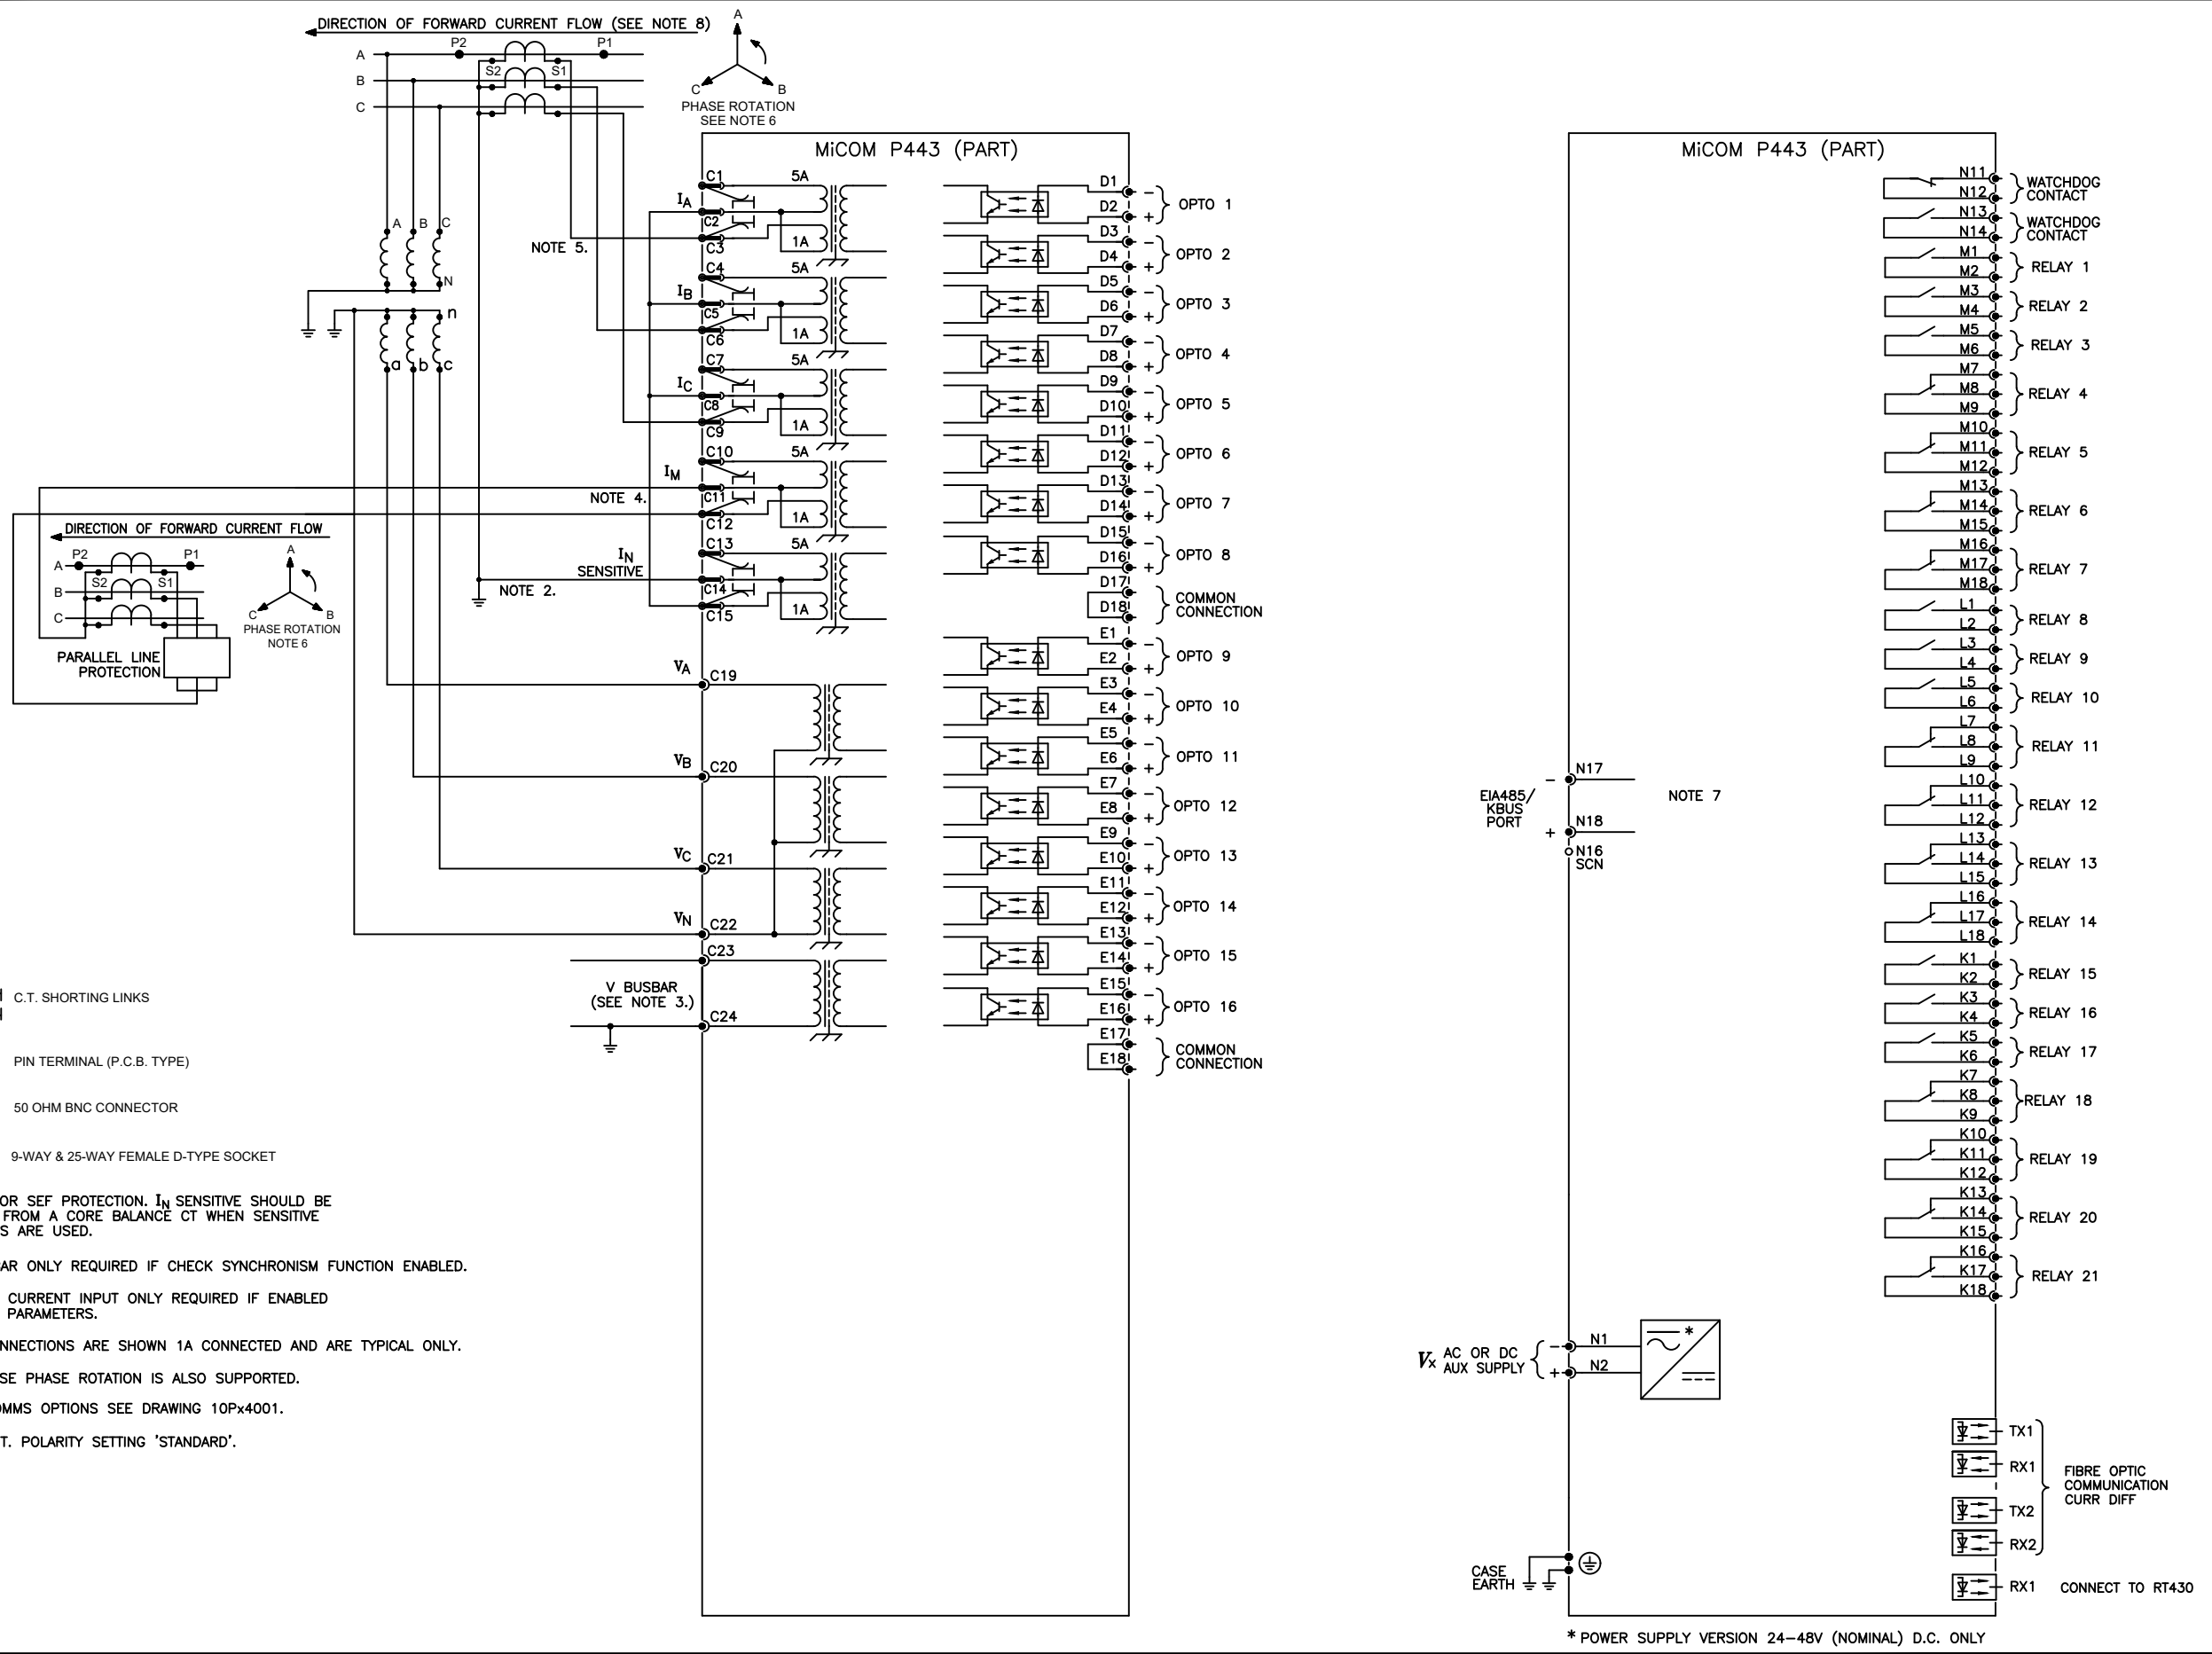 DIRECTION OF FORWARD CURRENT FLOW (SEE NOTE 8)
A
P2
P1
B
S2
S1
C
A
C
B
PHASE ROTATION
SEE NOTE 6
A
B
C
N
n
a
b
c
NOTE 5.
NOTE 4.
NOTE 2.
DIRECTION OF FORWARD CURRENT FLOW
A
P2
P1
B
S2
S1
C
A
C
B
PHASE ROTATION
NOTE 6
PARALLEL LINE
PROTECTION
MiCOM P443 (PART)
IA
C1
5A
C2
C3
1A
IB
C4
5A
C5
C6
1A
IC
C7
5A
C8
C9
1A
IM
C10
5A
C11
C12
1A
IN
SENSITIVE
C13
5A
C14
C15
1A
VA
C19
VB
C20
VC
C21
VN
C22
C23
V BUSBAR
(SEE NOTE 3.)
C24
D1 -
D2 +
OPTO 1
D3 -
D4 +
OPTO 2
D5 -
D6 +
OPTO 3
D7 -
D8 +
OPTO 4
D9 -
D10 +
OPTO 5
D11 -
D12 +
OPTO 6
D13 -
D14 +
OPTO 7
D15 -
D16 +
OPTO 8
D17
D18
COMMON
CONNECTION
E1 -
E2 +
OPTO 9
E3 -
E4 +
OPTO 10
E5 -
E6 +
OPTO 11
E7 -
E8 +
OPTO 12
E9 -
E10 +
OPTO 13
E11 -
E12 +
OPTO 14
E13 -
E14 +
OPTO 15
E15 -
E16 +
OPTO 16
E17
E18
COMMON
CONNECTION
C.T. SHORTING LINKS
PIN TERMINAL (P.C.B. TYPE)
50 OHM BNC CONNECTOR
9-WAY & 25-WAY FEMALE D-TYPE SOCKET
OR SEF PROTECTION. IN SENSITIVE SHOULD BE
FROM A CORE BALANCE CT WHEN SENSITIVE
S ARE USED.
AR ONLY REQUIRED IF CHECK SYNCHRONISM FUNCTION ENABLED.
CURRENT INPUT ONLY REQUIRED IF ENABLED
PARAMETERS.
NNECTIONS ARE SHOWN 1A CONNECTED AND ARE TYPICAL ONLY.
SE PHASE ROTATION IS ALSO SUPPORTED.
OMMS OPTIONS SEE DRAWING 10Px4001.
T. POLARITY SETTING 'STANDARD'.
MiCOM P443 (PART)
N11
N12
WATCHDOG
CONTACT
N13
N14
WATCHDOG
CONTACT
M1
M2
RELAY 1
M3
M4
RELAY 2
M5
M6
RELAY 3
M7
M8
M9
RELAY 4
M10
M11
M12
RELAY 5
M13
M14
M15
RELAY 6
M16
M17
M18
RELAY 7
L1
L2
RELAY 8
L3
L4
RELAY 9
L5
L6
RELAY 10
L7
L8
L9
RELAY 11
L10
L11
L12
RELAY 12
L13
L14
L15
RELAY 13
L16
L17
L18
RELAY 14
K1
K2
RELAY 15
K3
K4
RELAY 16
K5
K6
RELAY 17
K7
K8
K9
RELAY 18
K10
K11
K12
RELAY 19
K13
K14
K15
RELAY 20
K16
K17
K18
RELAY 21
EIA485/
KBUS
PORT
- N17
+ N18
N16
SCN
NOTE 7
Vx AC OR DC
AUX SUPPLY
- N1
+ N2
*
TX1
RX1
TX2
RX2
FIBRE OPTIC
COMMUNICATION
CURR DIFF
RX1 CONNECT TO RT430
CASE
EARTH
* POWER SUPPLY VERSION 24-48V (NOMINAL) D.C. ONLY